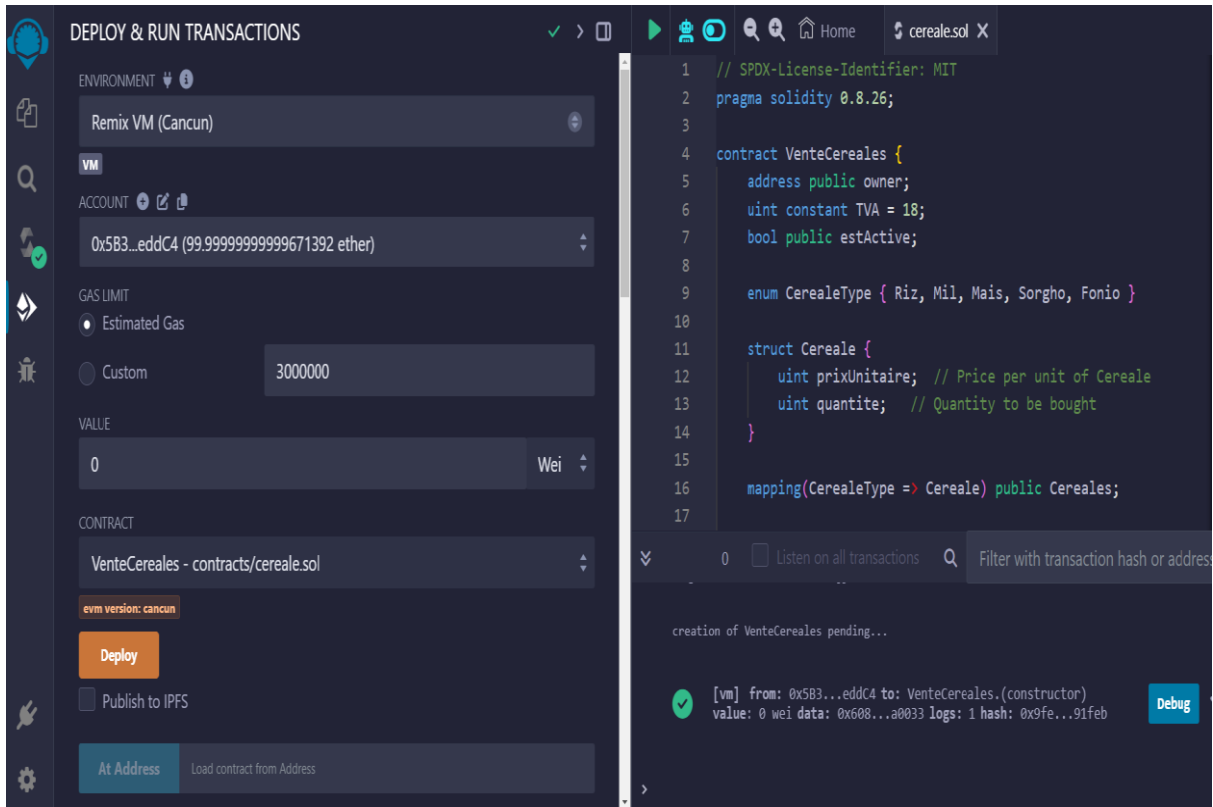 DEPLOY & RUN TRANSACTIONS
ENVIRONMENT
Remix VM (Cancun)
VM
ACCOUNT
0x5B3...eddC4 (99.99999999999671392 ether)
GAS LIMIT
Estimated Gas
Custom 3000000
VALUE
0 Wei
CONTRACT
VenteCereales - contracts/cereale.sol
evm version: cancun
Deploy
Publish to IPFS
At Address Load contract from Address
Home cereale.sol
1 // SPDX-License-Identifier: MIT
2 pragma solidity 0.8.26;
3
4 contract VenteCereales {
5 address public owner;
6 uint constant TVA = 18;
7 bool public estActive;
8
9 enum CerealeType { Riz, Mil, Mais, Sorgho, Fonio }
10
11 struct Cereale {
12 uint prixUnitaire; // Price per unit of Cereale
13 uint quantite; // Quantity to be bought
14 }
15
16 mapping(CerealeType => Cereale) public Cereales;
17
0 Listen on all transactions Filter with transaction hash or address
creation of VenteCereales pending...
[vm] from: 0x5B3...eddC4 to: VenteCereales.(constructor)
value: 0 wei data: 0x608...a0033 logs: 1 hash: 0x9fe...91feb
Debug